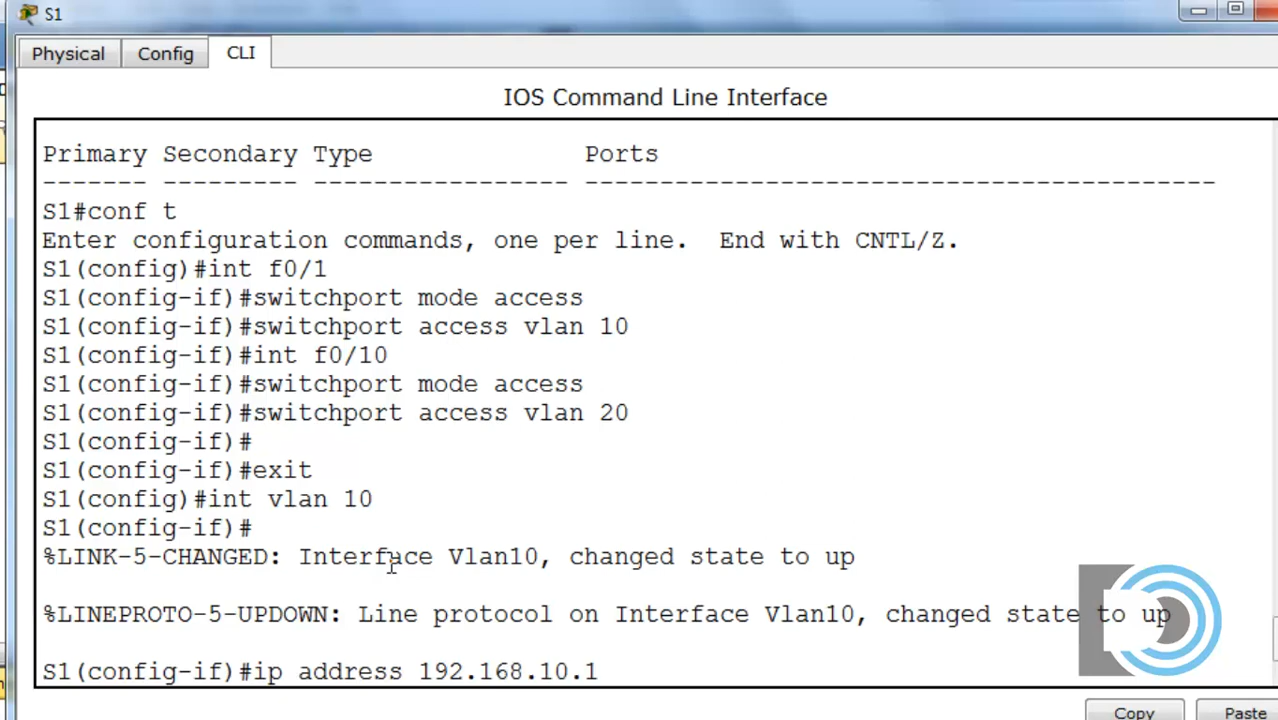 S1
Physical Config CLI
IOS Command Line Interface
Primary Secondary Type Ports
------- --------- ----------------- ------------------------------------------
S1#conf t
Enter configuration commands, one per line.  End with CNTL/Z.
S1(config)#int f0/1
S1(config-if)#switchport mode access
S1(config-if)#switchport access vlan 10
S1(config-if)#int f0/10
S1(config-if)#switchport mode access
S1(config-if)#switchport access vlan 20
S1(config-if)#
S1(config-if)#exit
S1(config)#int vlan 10
S1(config-if)#
%LINK-5-CHANGED: Interface Vlan10, changed state to up
%LINEPROTO-5-UPDOWN: Line protocol on Interface Vlan10, changed state to up
S1(config-if)#ip address 192.168.10.1
Copy Paste